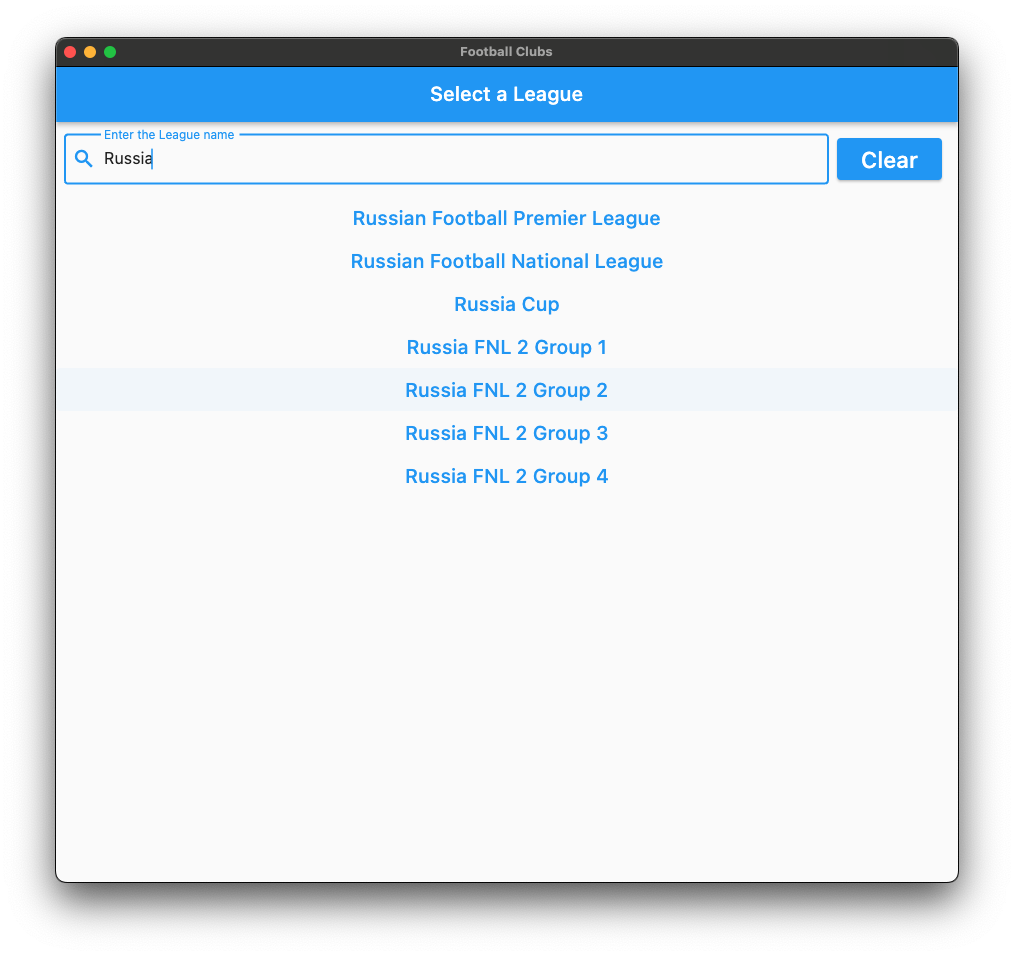 Football Clubs
Select a League
Enter the League name
Russia
Clear
Russian Football Premier League
Russian Football National League
Russia Cup
Russia FNL 2 Group 1
Russia FNL 2 Group 2
Russia FNL 2 Group 3
Russia FNL 2 Group 4